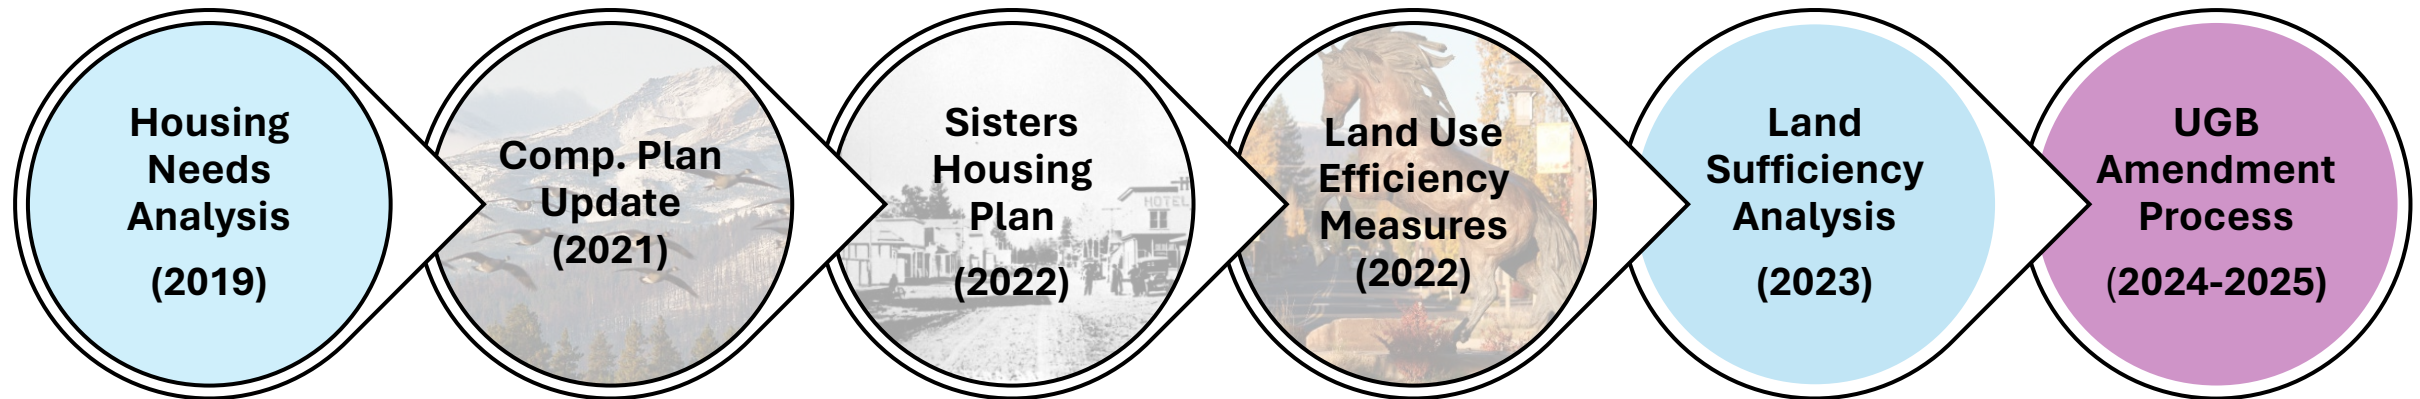 Housing
Needs
Analysis
(2019)
Comp. Plan
Update
(2021)
Sisters
Housing
Plan
(2022)
HOTEL
Land Use
Efficiency
Measures
(2022)
Land
Sufficiency
Analysis
(2023)
UGB
Amendment
Process
(2024-2025)